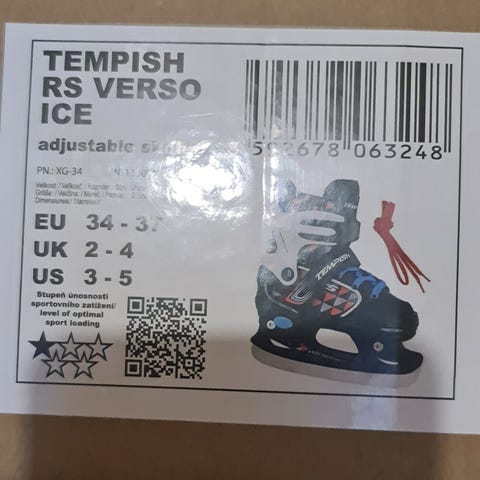 TEMPISH
RS VERSO
ICE
adjustable
063248
PN.: XG-34
EU 34 - 37
UK 2 - 4
US 3 - 5
Stupeň únosnosti
sportovního zatížení/
level of optimal
sport loading
TEMPISH